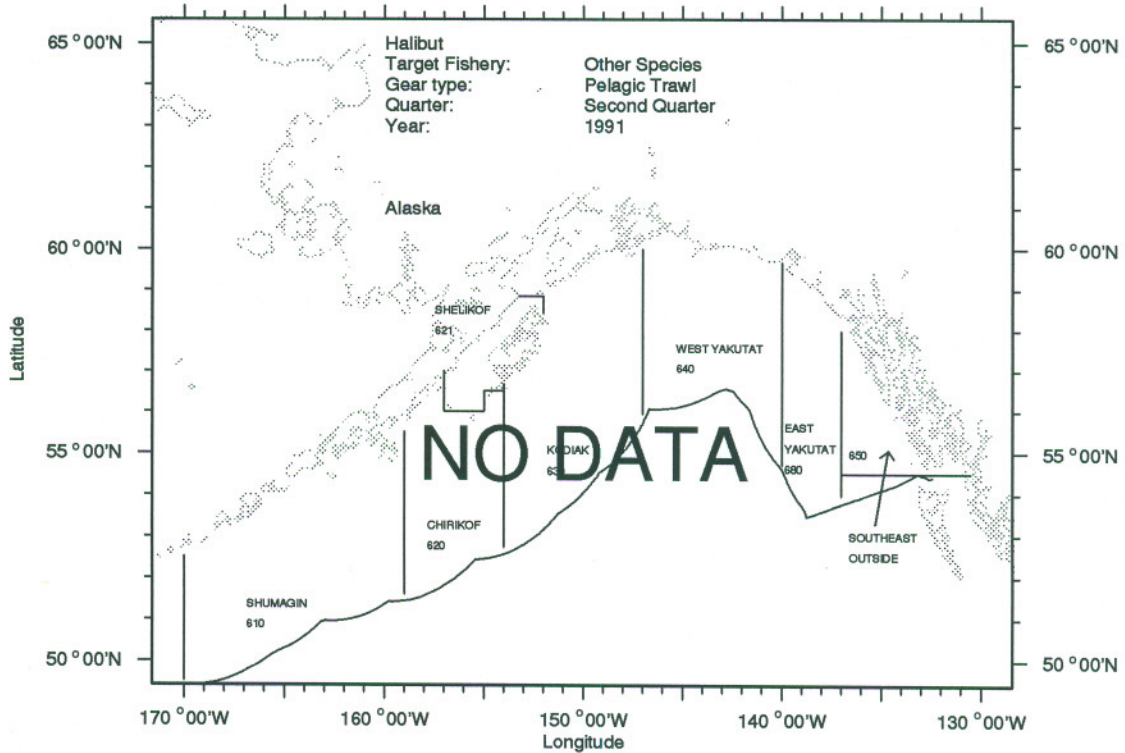 Halibut
Target Fishery: Other Species
Gear type: Pelagic Trawl
Quarter: Second Quarter
Year: 1991
65°00'N 65°00'N
Alaska
60°00'N 60°00'N
SHELIKOF
621
WEST YAKUTAT
640
Latitude
NO DATA
KODIAK
EAST
YAKUTAT
680
650
55°00'N 55°00'N
CHIRIKOF
620
SOUTHEAST
OUTSIDE
SHUMAGIN
610
50°00'N 50°00'N
170°00'W 160°00'W 150°00'W 140°00'W 130°00'W
Longitude